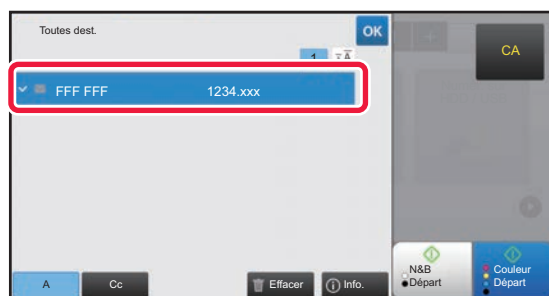 Toutes dest.
OK
1
CA
FFF FFF 1234.xxx
A
Cc
Effacer
Info.
N&B
Départ
Couleur
Départ